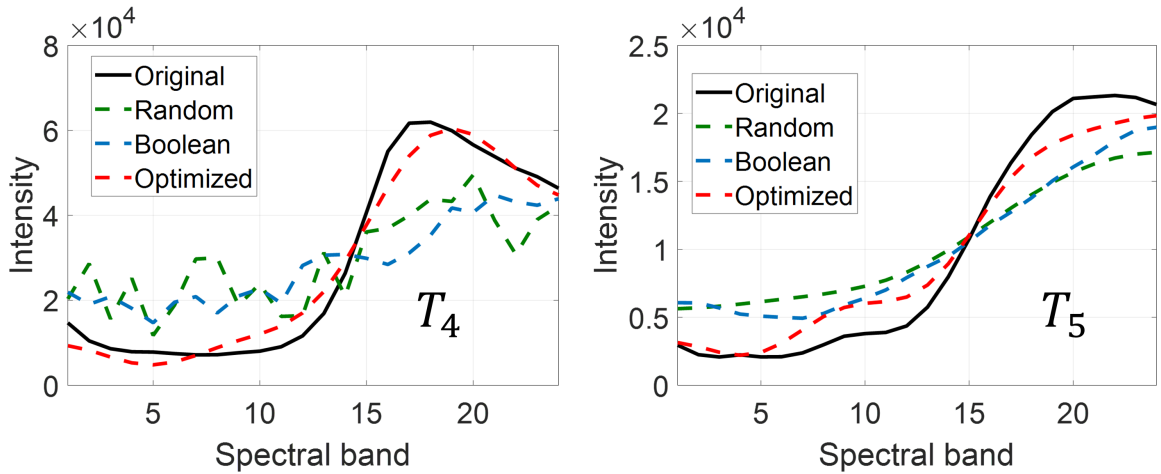 ×10⁴
8
6
4
2
0
Intensity
Original
Random
Boolean
Optimized
T₄
5 10 15 20
Spectral band
×10⁴
2.5
2
1.5
1
0.5
0
Intensity
Original
Random
Boolean
Optimized
T₅
5 10 15 20
Spectral band